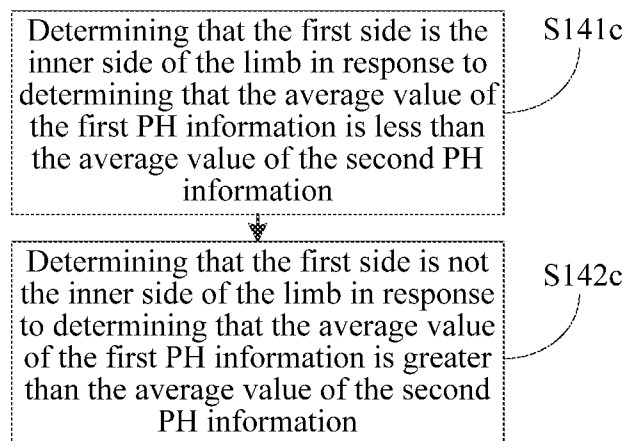 Determining that the first side is the
inner side of the limb in response to
determining that the average value of
the first PH information is less than
the average value of the second PH
information
S141c
Determining that the first side is not
the inner side of the limb in response
to determining that the average value
of the first PH information is greater
than the average value of the second
PH information
S142c